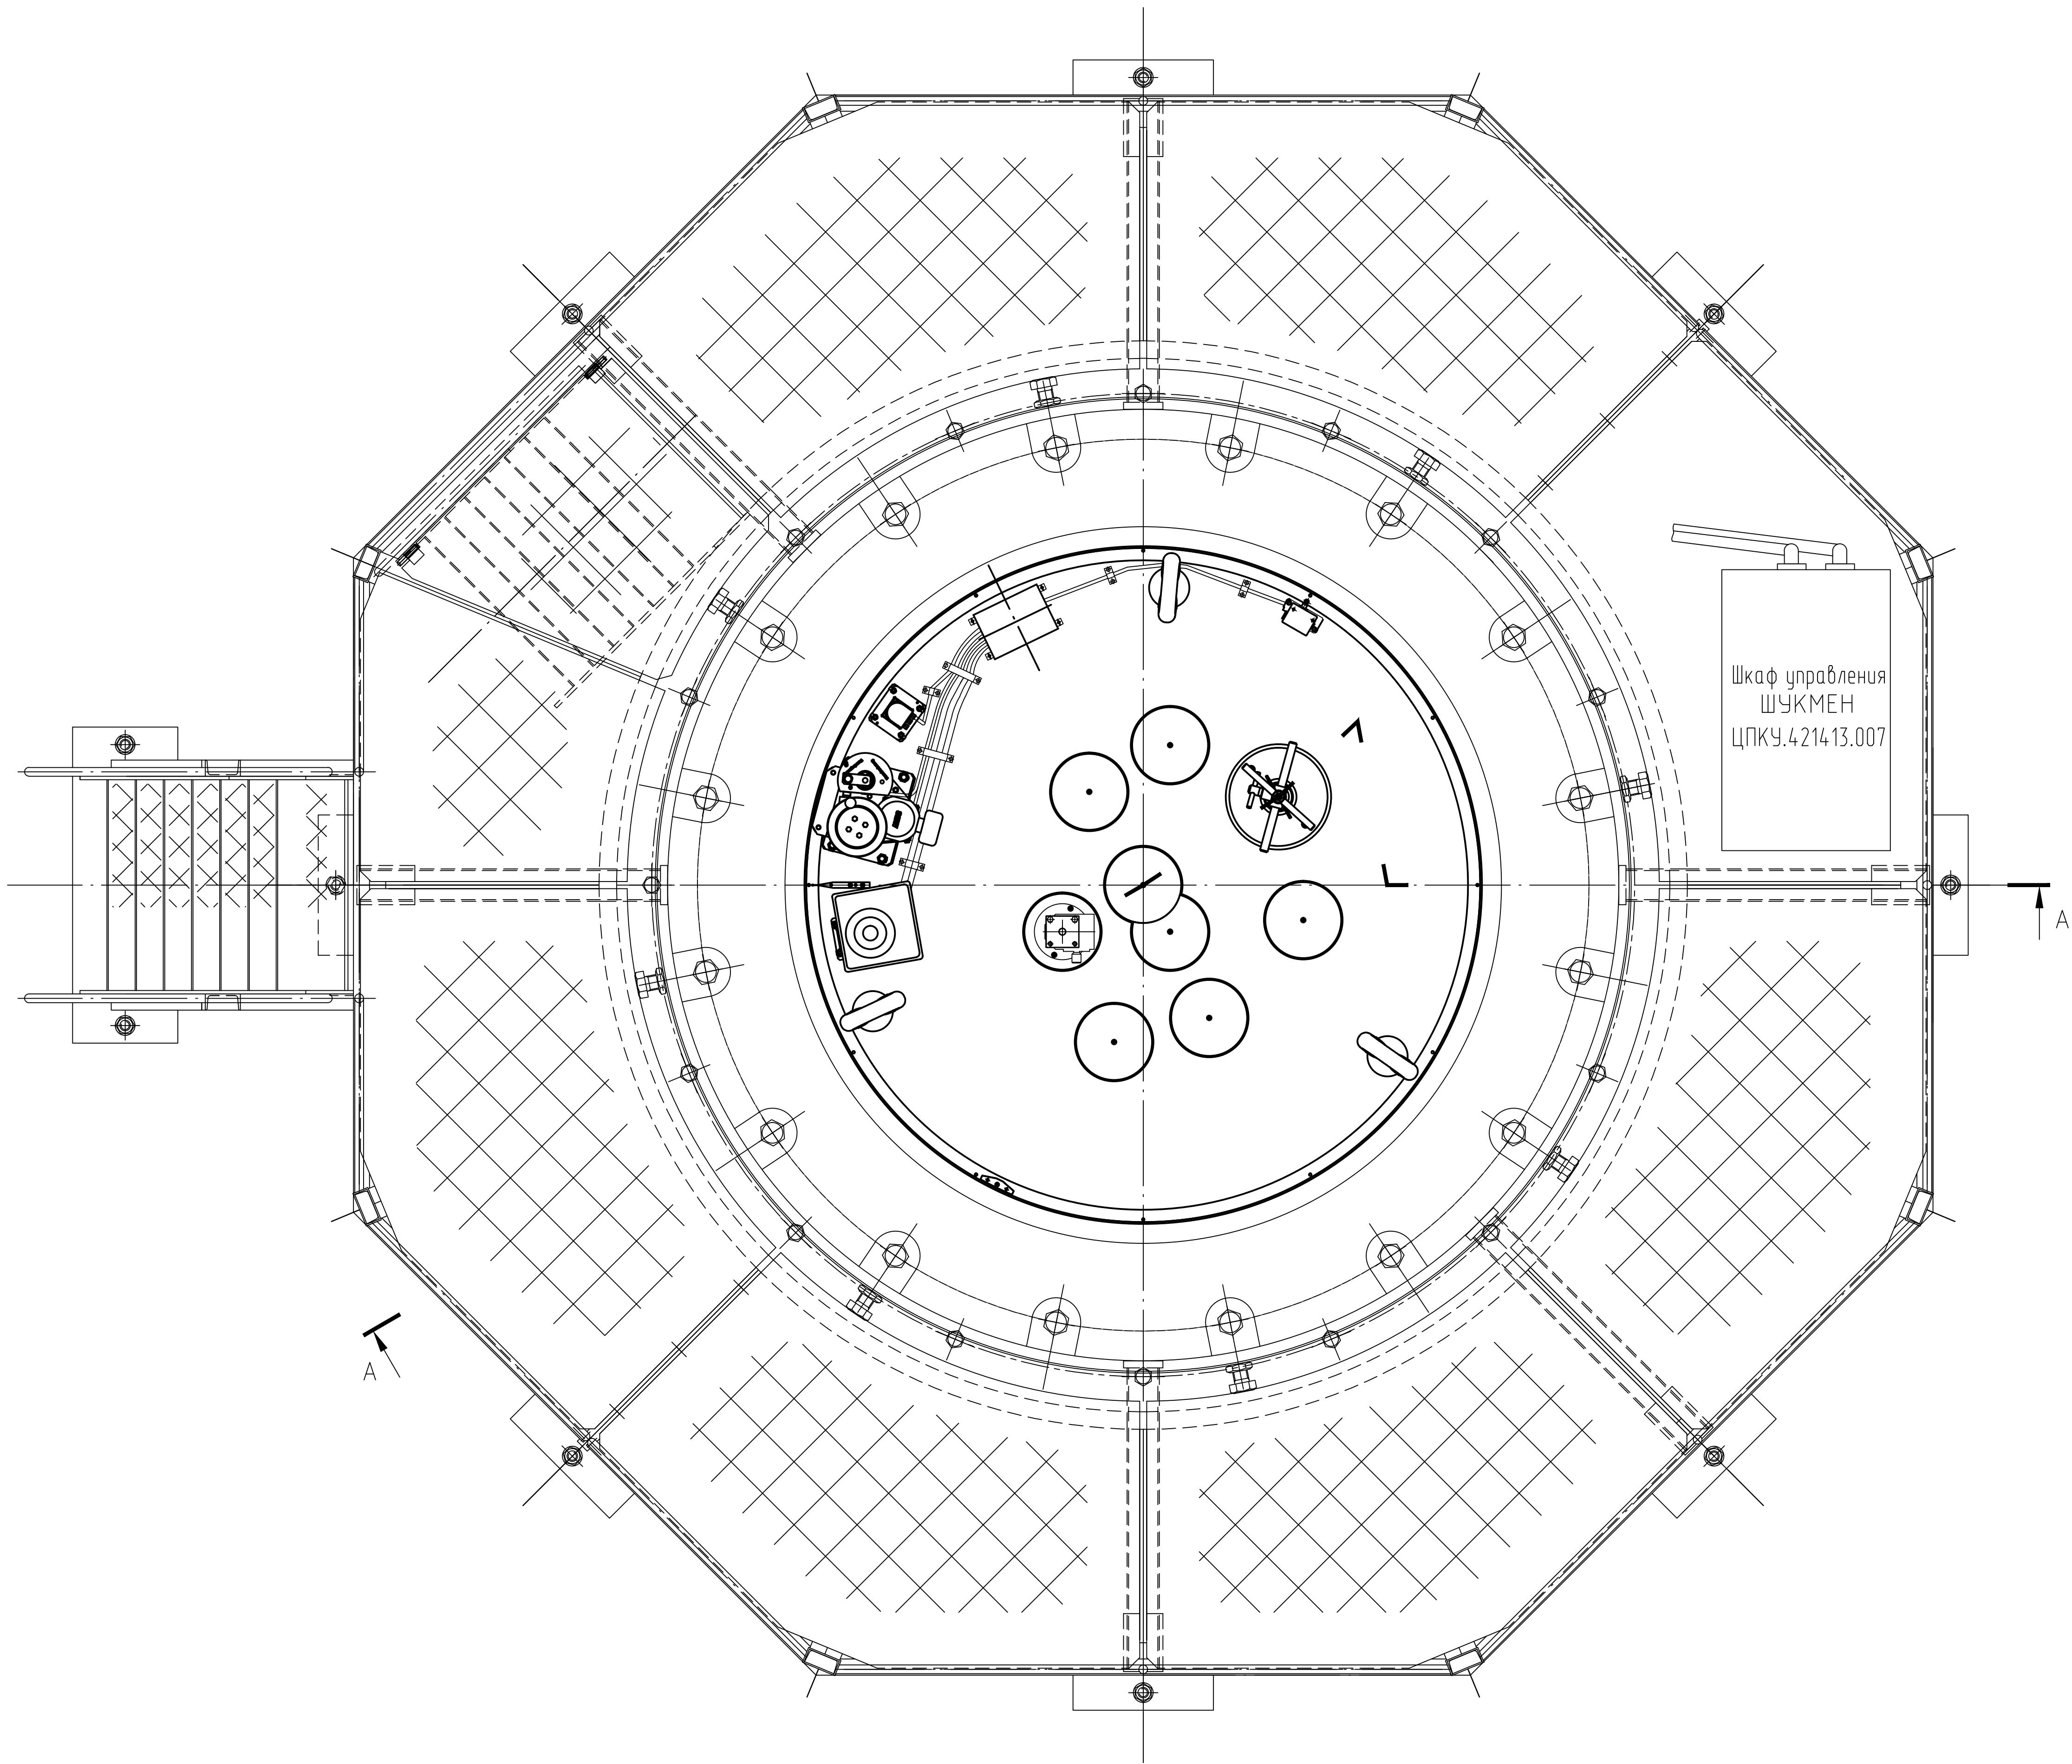 Шкаф управления
ШУКМЕН
ЦПКУ.421413.007
А
А